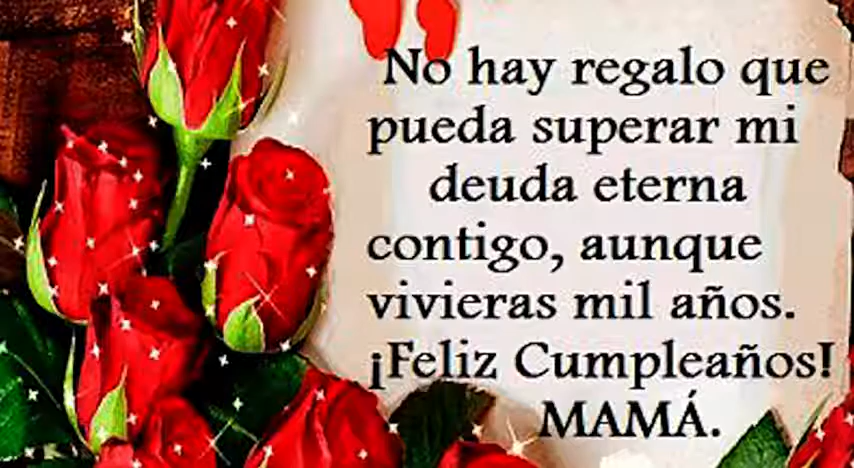 No hay regalo que
pueda superar mi
deuda eterna
contigo, aunque
vivieras mil años.
¡Feliz Cumpleaños!
MAMÁ.